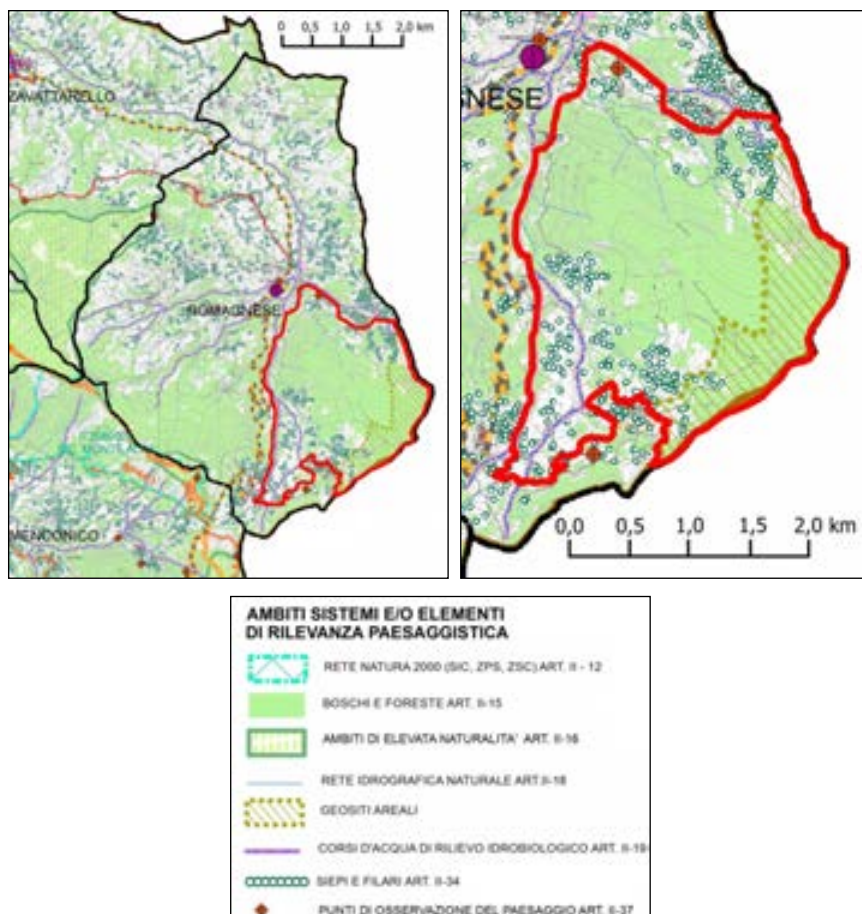 0 0,5 1,0 1,5 2,0 km
ZAVATTARELLO
ROMAGNESE
MENCONICO
GNESE
0,0 0,5 1,0 1,5 2,0 km
AMBITI SISTEMI E/O ELEMENTI
DI RILEVANZA PAESAGGISTICA
RETE NATURA 2000 (SIC, ZPS, ZSC) ART. II - 12
BOSCHI E FORESTE ART. II-15
AMBITI DI ELEVATA NATURALITA' ART. II-16
RETE IDROGRAFICA NATURALE ART.II-18
GEOSITI AREALI
CORSI D'ACQUA DI RILIEVO IDROBIOLOGICO ART. II-19
SIEPI E FILARI ART. II-34
PUNTI DI OSSERVAZIONE DEL PAESAGGIO ART. II-37